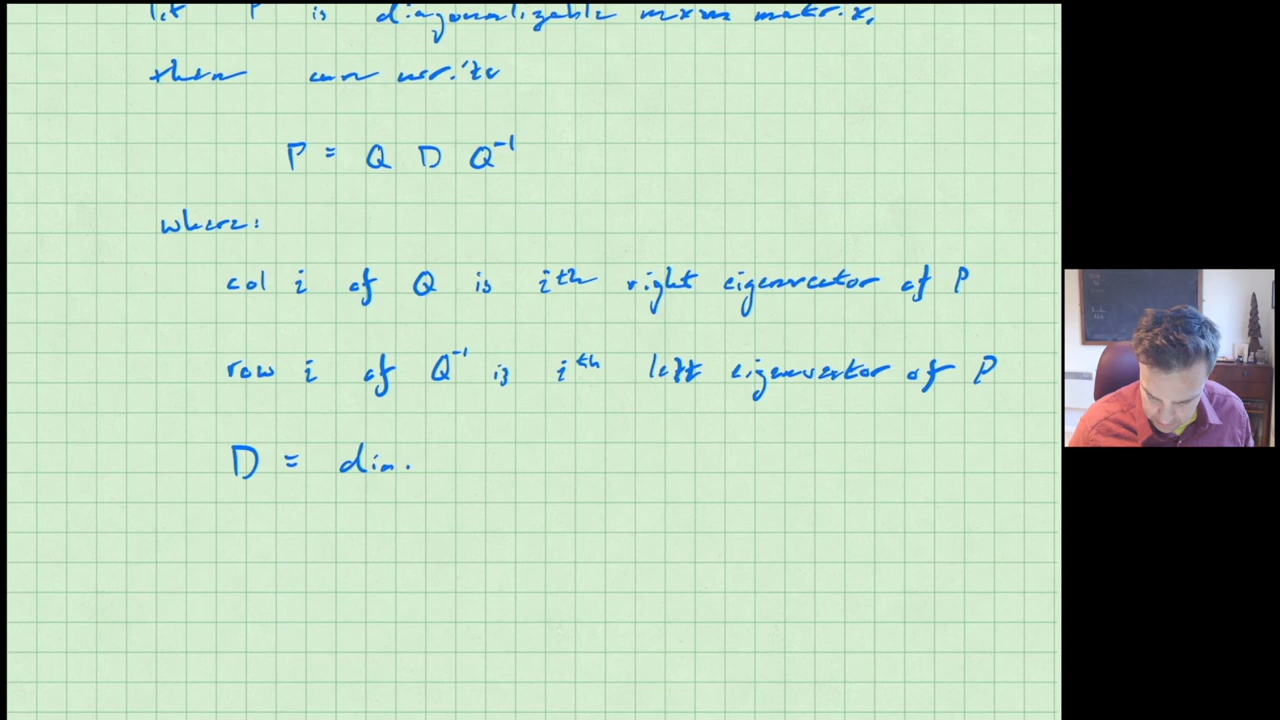 let P is diagonalizable mxm matrix,
then can write
P = Q D Q⁻¹
where:
col i of Q is iᵗʰ right eigenvector of P
row i of Q⁻¹ is iᵗʰ left eigenvector of P
D = dia.